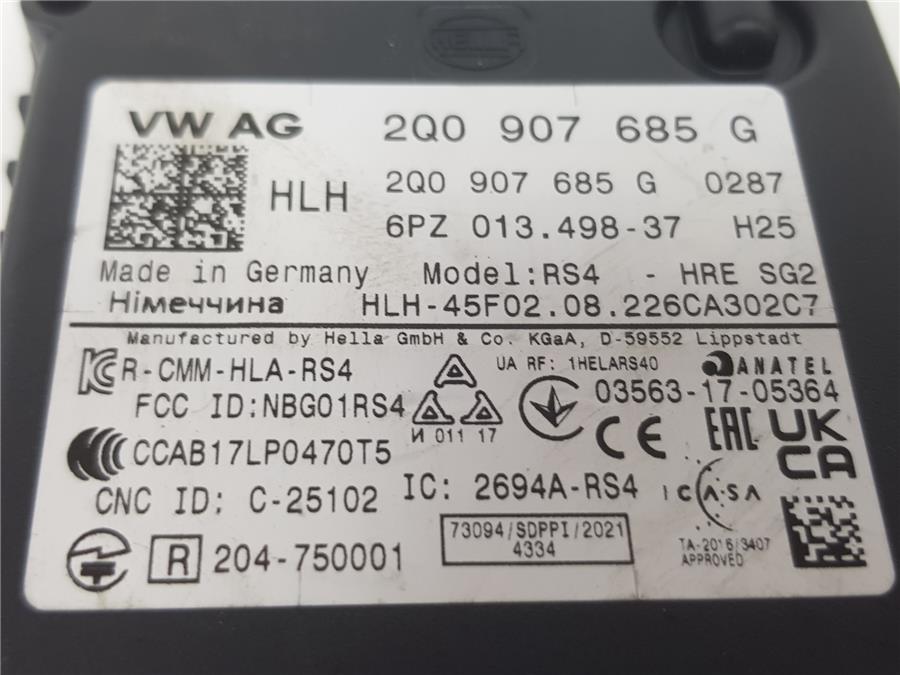 HELLA
VW AG 2Q0 907 685 G
HLH 2Q0 907 685 G 0287
6PZ 013.498-37 H25
Made in Germany Model:RS4 - HRE SG2
Німеччина HLH-45F02.08.226CA302C7
Manufactured by Hella GmbH & Co. KGaA, D-59552 Lippstadt
R-CMM-HLA-RS4 UA RF: 1HELARS40 ANATEL
FCC ID:NBG01RS4 03563-17-05364
И 011 17 CE EAC UK
CCAB17LP0470T5 CA
CNC ID: C-25102 IC: 2694A-RS4 ICASA
R 204-750001 73094/SDPPI/2021
4334
TA-2016/3407
APPROVED